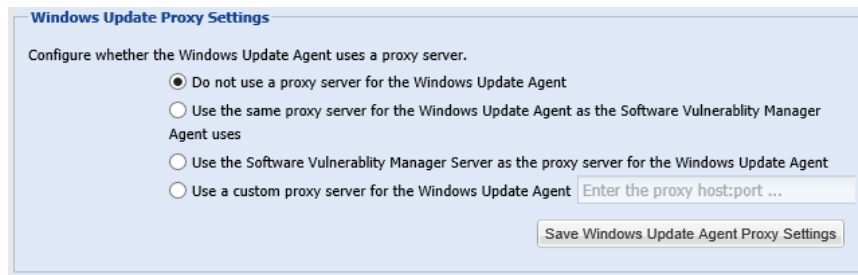 Windows Update Proxy Settings
Configure whether the Windows Update Agent uses a proxy server.
Do not use a proxy server for the Windows Update Agent
Use the same proxy server for the Windows Update Agent as the Software Vulnerablity Manager
Agent uses
Use the Software Vulnerablity Manager Server as the proxy server for the Windows Update Agent
Use a custom proxy server for the Windows Update Agent Enter the proxy host:port ...
Save Windows Update Agent Proxy Settings